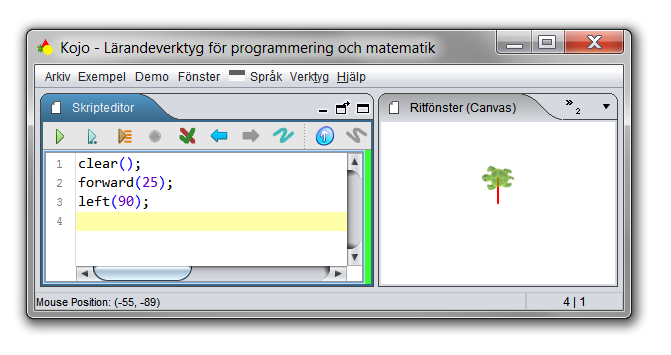 Kojo - Lärandeverktyg för programmering och matematik
Arkiv Exempel Demo Fönster Språk Verktyg Hjälp
Skripteditor
Ritfönster (Canvas)
»2
1 clear();
2 forward(25);
3 left(90);
4
Mouse Position: (-55, -89)
4 | 1